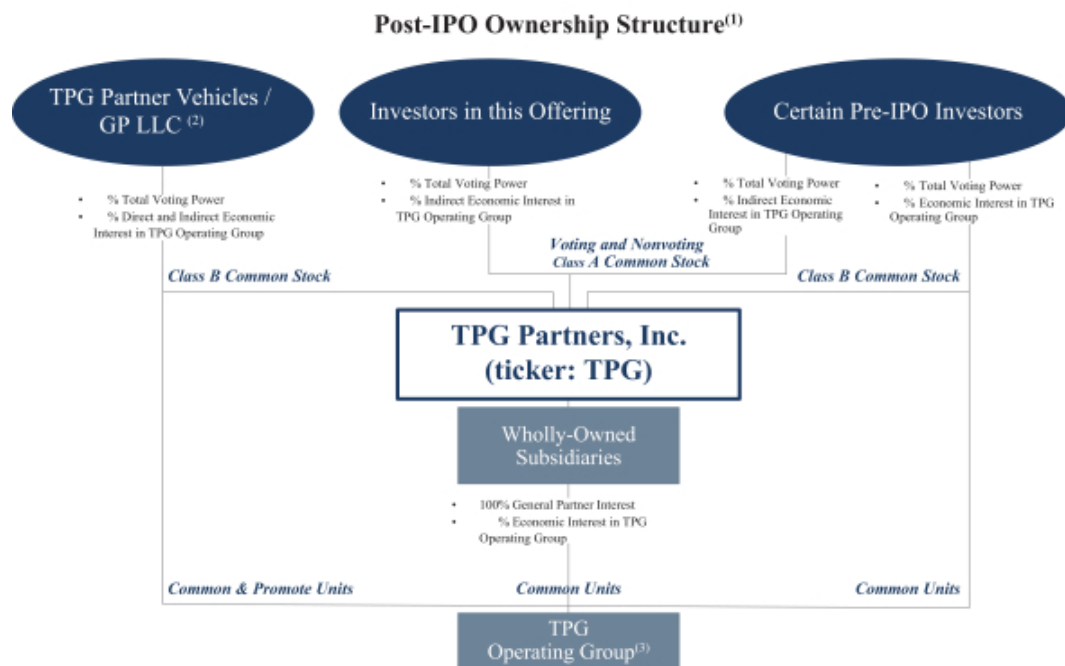 Post-IPO Ownership Structure(1)
TPG Partner Vehicles /
GP LLC (2)
Investors in this Offering
Certain Pre-IPO Investors
• % Total Voting Power
• % Direct and Indirect Economic
Interest in TPG Operating Group
• % Total Voting Power
• % Indirect Economic Interest in
TPG Operating Group
• % Total Voting Power
• % Indirect Economic
Interest in TPG Operating
Group
• % Total Voting Power
• % Economic Interest in TPG
Operating Group
Voting and Nonvoting
Class A Common Stock
Class B Common Stock
Class B Common Stock
TPG Partners, Inc.
(ticker: TPG)
Wholly-Owned
Subsidiaries
• 100% General Partner Interest
• % Economic Interest in TPG
Operating Group
Common & Promote Units
Common Units
Common Units
TPG
Operating Group(3)